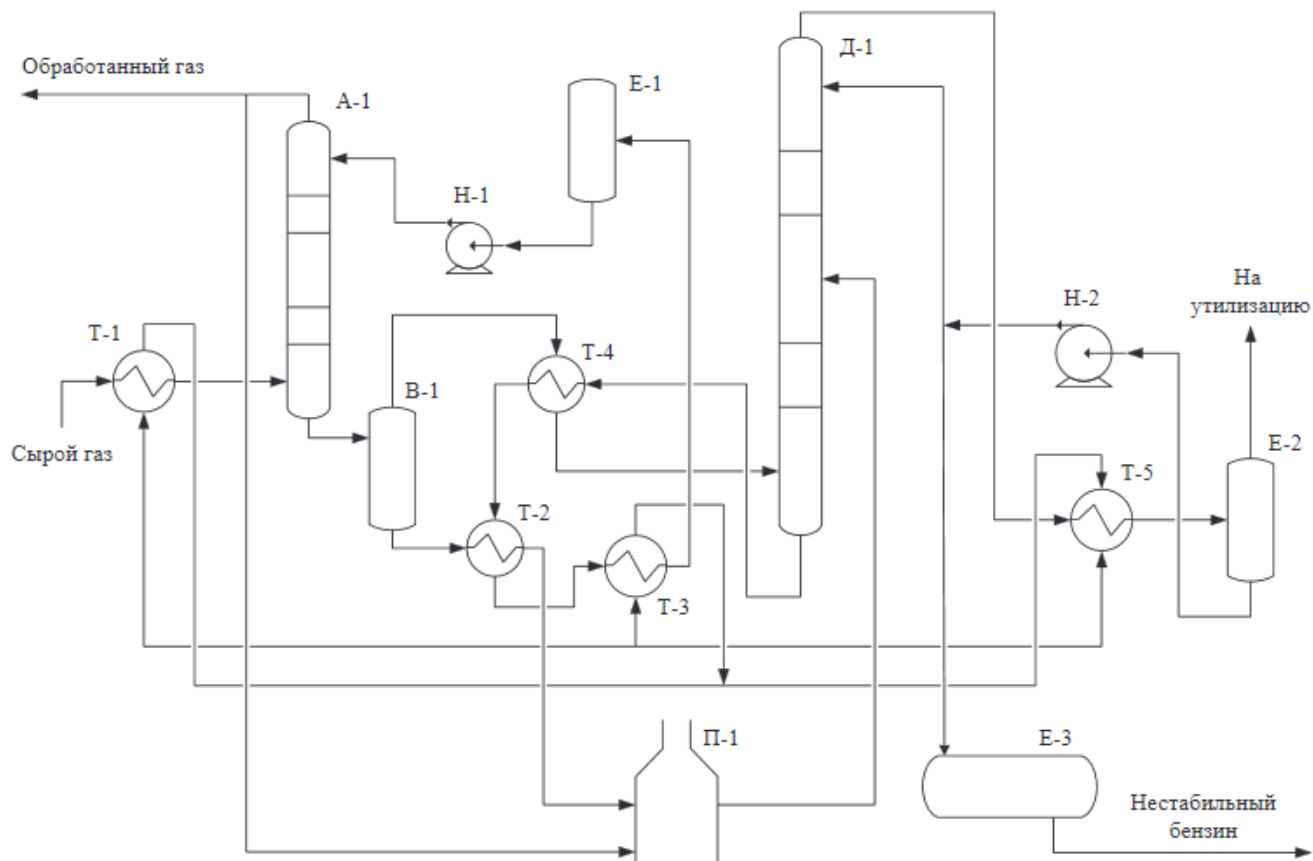 Д-1
Обработанный газ
Е-1
А-1
Н-1
На
утилизацию
Н-2
Т-1
Т-4
В-1
Сырой газ
Е-2
Т-5
Т-2
Т-3
П-1
Е-3
Нестабильный
бензин